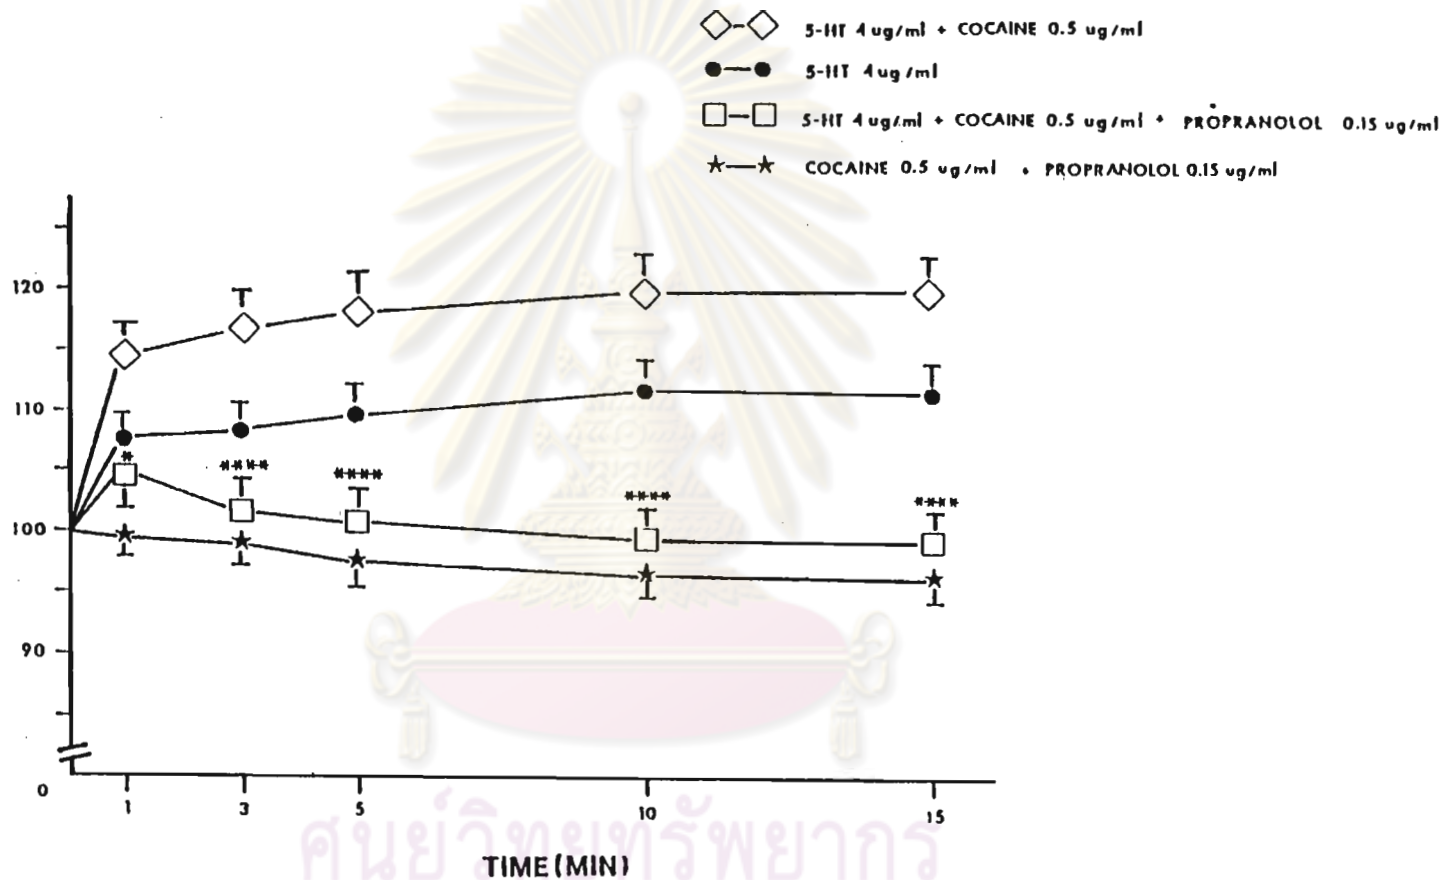 5-HT 4 ug/ml + COCAINE 0.5 ug/ml
5-HT 4 ug/ml
5-HT 4 ug/ml + COCAINE 0.5 ug/ml + PROPRANOLOL 0.15 ug/ml
COCAINE 0.5 ug/ml + PROPRANOLOL 0.15 ug/ml
120
110
100
90
0
*
****
****
****
****
1 3 5 10 15
TIME (MIN)
ศูนย์วิทยทรัพยากร